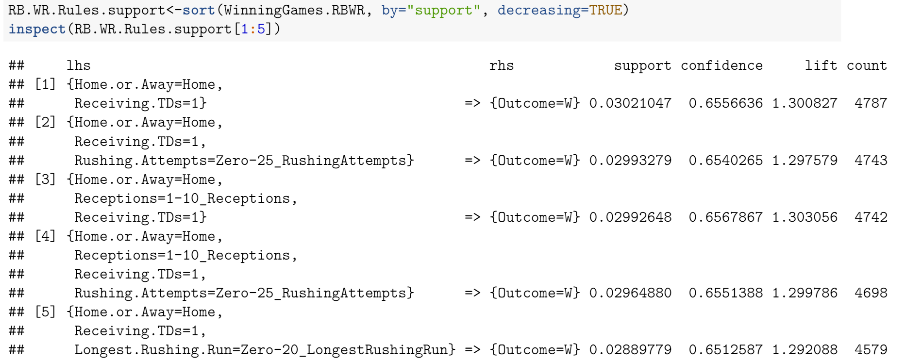 RB.WR.Rules.support<-sort(WinningGames.RBWR, by="support", decreasing=TRUE)
inspect(RB.WR.Rules.support[1:5])
##     lhs                                                rhs            support confidence     lift count
## [1] {Home.or.Away=Home,
##      Receiving.TDs=1}                               => {Outcome=W} 0.03021047  0.6556636 1.300827  4787
## [2] {Home.or.Away=Home,
##      Receiving.TDs=1,
##      Rushing.Attempts=Zero-25_RushingAttempts}      => {Outcome=W} 0.02993279  0.6540265 1.297579  4743
## [3] {Home.or.Away=Home,
##      Receptions=1-10_Receptions,
##      Receiving.TDs=1}                               => {Outcome=W} 0.02992648  0.6567867 1.303056  4742
## [4] {Home.or.Away=Home,
##      Receptions=1-10_Receptions,
##      Receiving.TDs=1,
##      Rushing.Attempts=Zero-25_RushingAttempts}      => {Outcome=W} 0.02964880  0.6551388 1.299786  4698
## [5] {Home.or.Away=Home,
##      Receiving.TDs=1,
##      Longest.Rushing.Run=Zero-20_LongestRushingRun} => {Outcome=W} 0.02889779  0.6512587 1.292088  4579